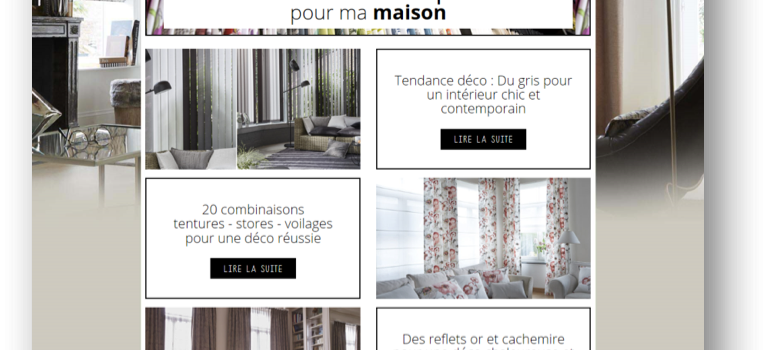 pour ma maison
Tendance déco : Du gris pour
un intérieur chic et
contemporain
LIRE LA SUITE
20 combinaisons
tentures - stores - voilages
pour une déco réussie
LIRE LA SUITE
Des reflets or et cachemire